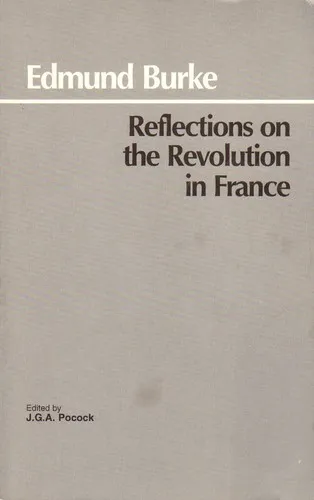 Edmund Burke
Reflections on
the Revolution
in France
Edited by
J.G.A. Pocock